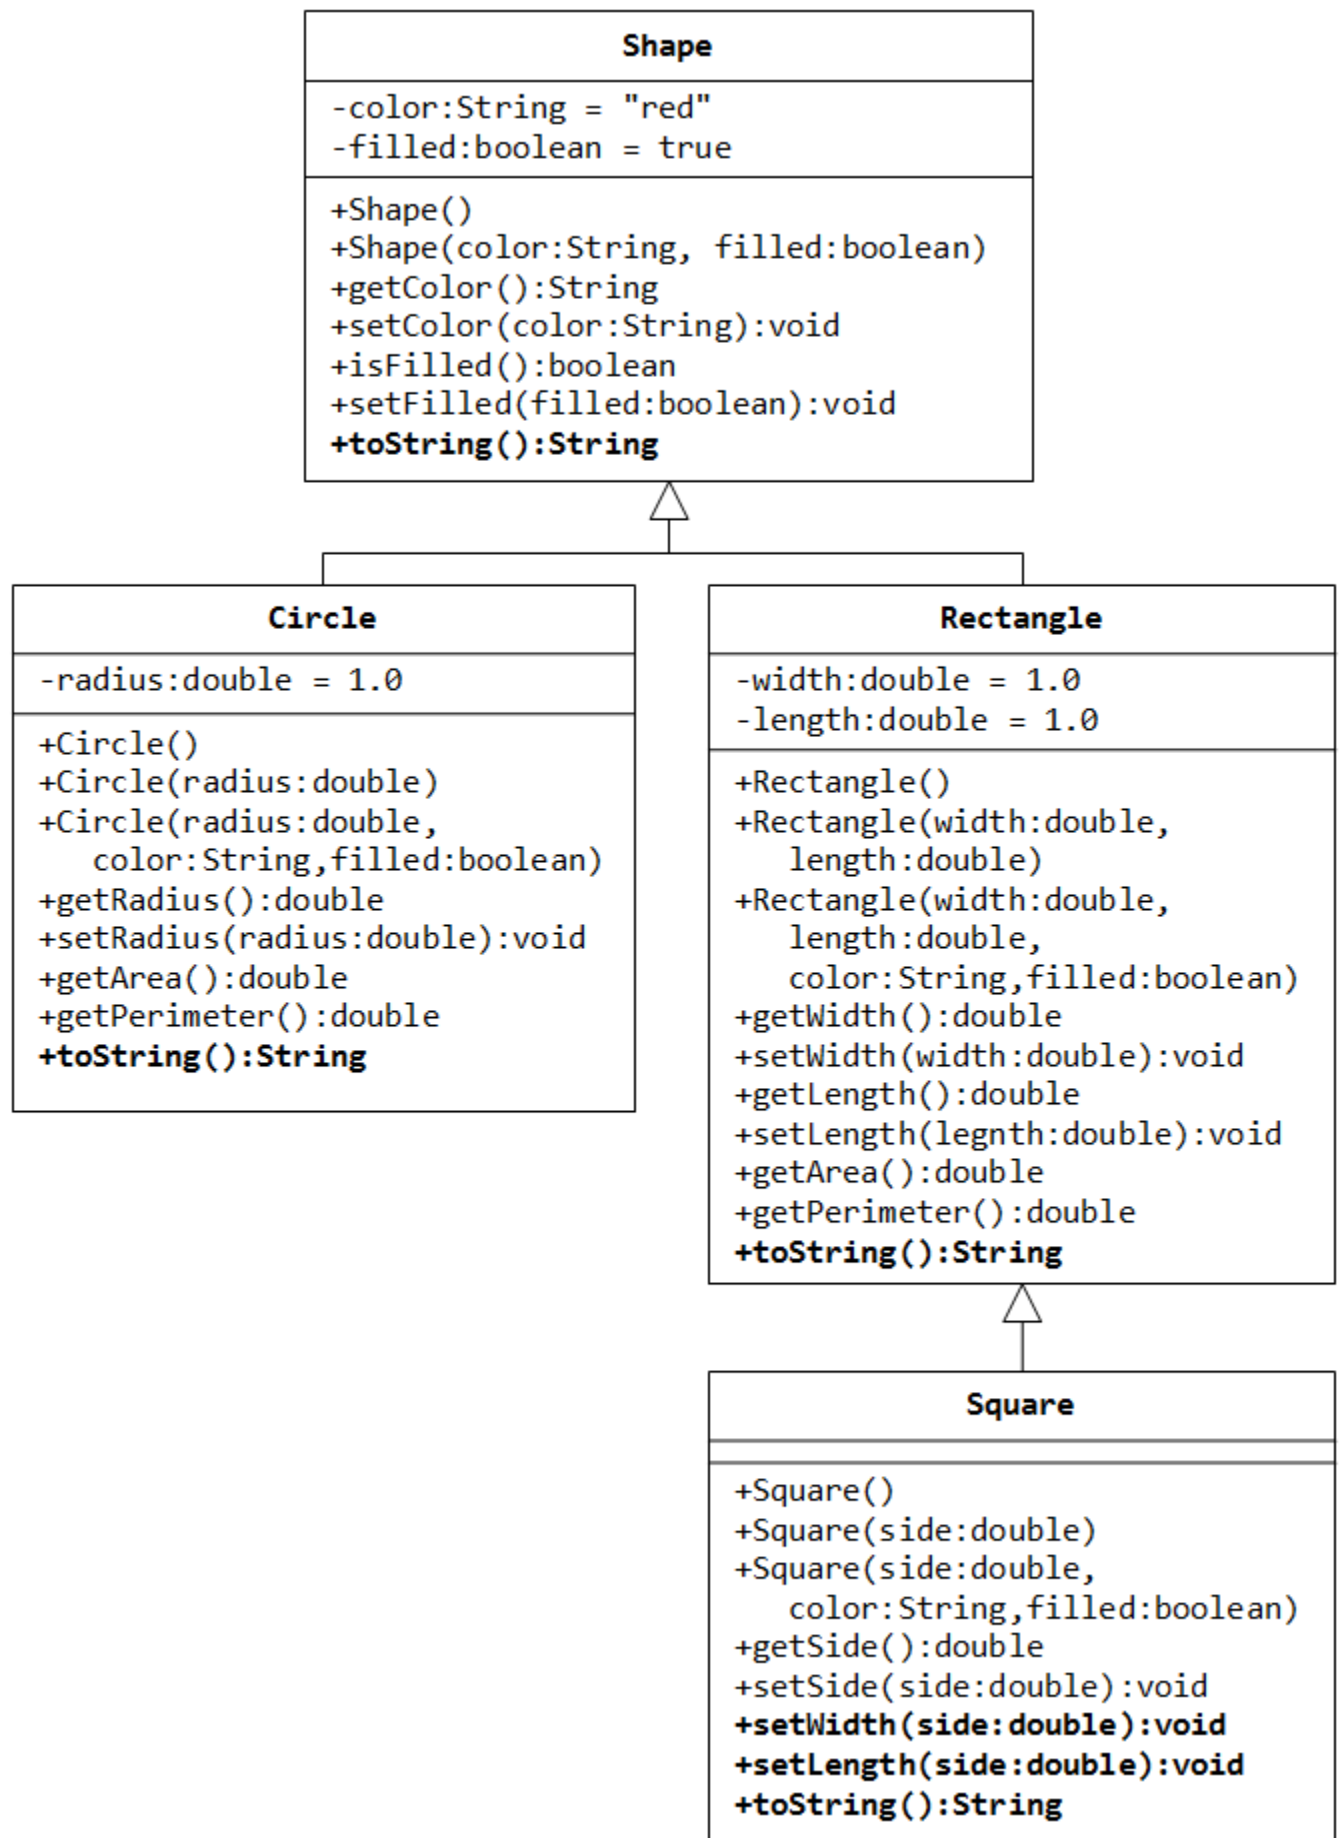 Shape
-color:String = "red"
-filled:boolean = true
+Shape()
+Shape(color:String, filled:boolean)
+getColor():String
+setColor(color:String):void
+isFilled():boolean
+setFilled(filled:boolean):void
+toString():String
Circle
-radius:double = 1.0
+Circle()
+Circle(radius:double)
+Circle(radius:double,
color:String,filled:boolean)
+getRadius():double
+setRadius(radius:double):void
+getArea():double
+getPerimeter():double
+toString():String
Rectangle
-width:double = 1.0
-length:double = 1.0
+Rectangle()
+Rectangle(width:double,
length:double)
+Rectangle(width:double,
length:double,
color:String,filled:boolean)
+getWidth():double
+setWidth(width:double):void
+getLength():double
+setLength(legnth:double):void
+getArea():double
+getPerimeter():double
+toString():String
Square
+Square()
+Square(side:double)
+Square(side:double,
color:String,filled:boolean)
+getSide():double
+setSide(side:double):void
+setWidth(side:double):void
+setLength(side:double):void
+toString():String